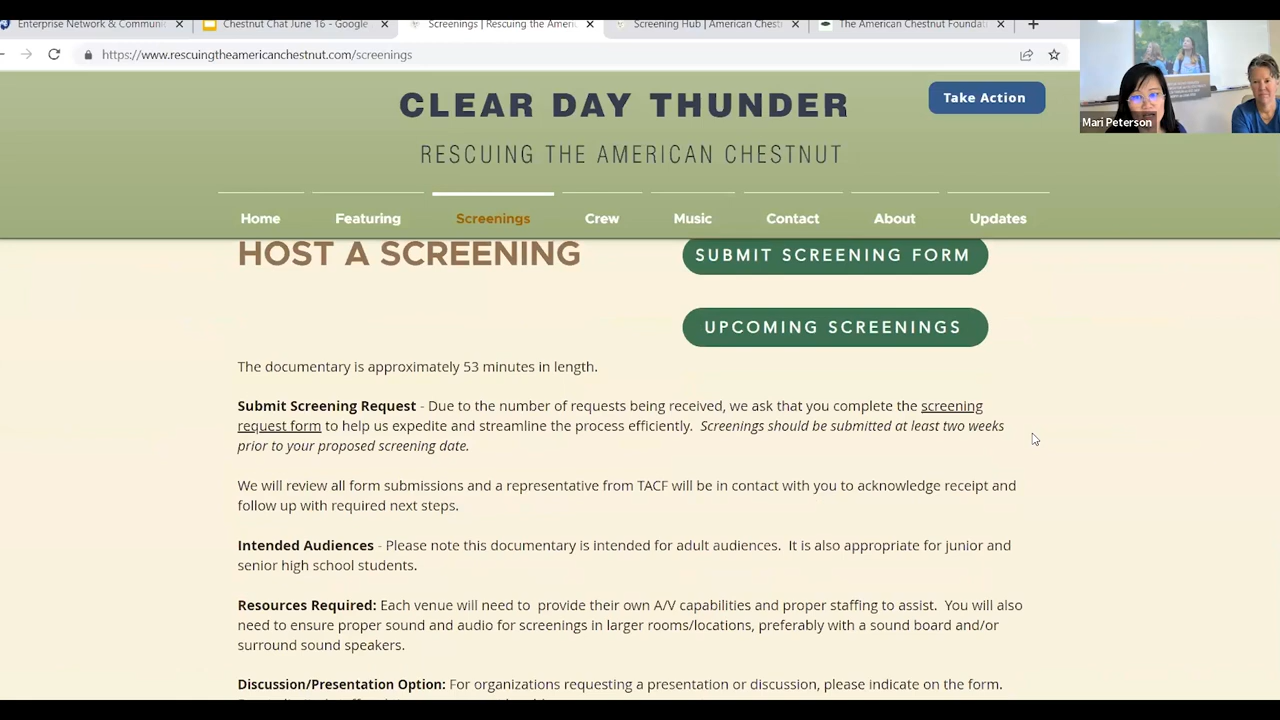 Enterprise Network & Communi
Chestnut Chat June 16 - Google
Screenings | Rescuing the Ameri
Screening Hub | American Chest
The American Chestnut Foundat
https://www.rescuingtheamericanchestnut.com/screenings
CLEAR DAY THUNDER
Take Action
Mari Peterson
RESCUING THE AMERICAN CHESTNUT
Home Featuring Screenings Crew Music Contact About Updates
HOST A SCREENING
SUBMIT SCREENING FORM
UPCOMING SCREENINGS
The documentary is approximately 53 minutes in length.
Submit Screening Request - Due to the number of requests being received, we ask that you complete the screening
request form to help us expedite and streamline the process efficiently. Screenings should be submitted at least two weeks
prior to your proposed screening date.
We will review all form submissions and a representative from TACF will be in contact with you to acknowledge receipt and
follow up with required next steps.
Intended Audiences - Please note this documentary is intended for adult audiences. It is also appropriate for junior and
senior high school students.
Resources Required: Each venue will need to provide their own A/V capabilities and proper staffing to assist. You will also
need to ensure proper sound and audio for screenings in larger rooms/locations, preferably with a sound board and/or
surround sound speakers.
Discussion/Presentation Option: For organizations requesting a presentation or discussion, please indicate on the form.